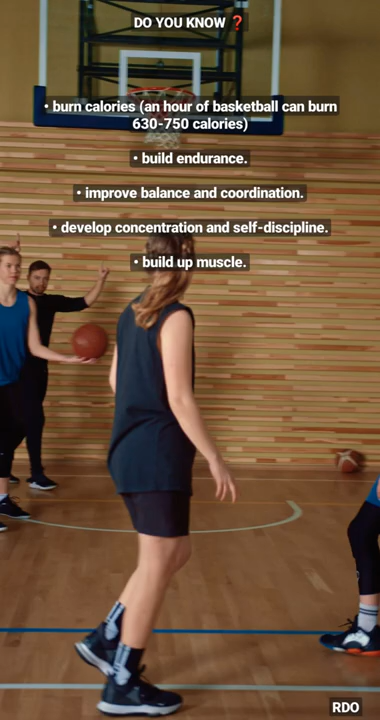 DO YOU KNOW ❓
• burn calories (an hour of basketball can burn
630-750 calories)
• build endurance.
• improve balance and coordination.
• develop concentration and self-discipline.
• build up muscle.
RDO